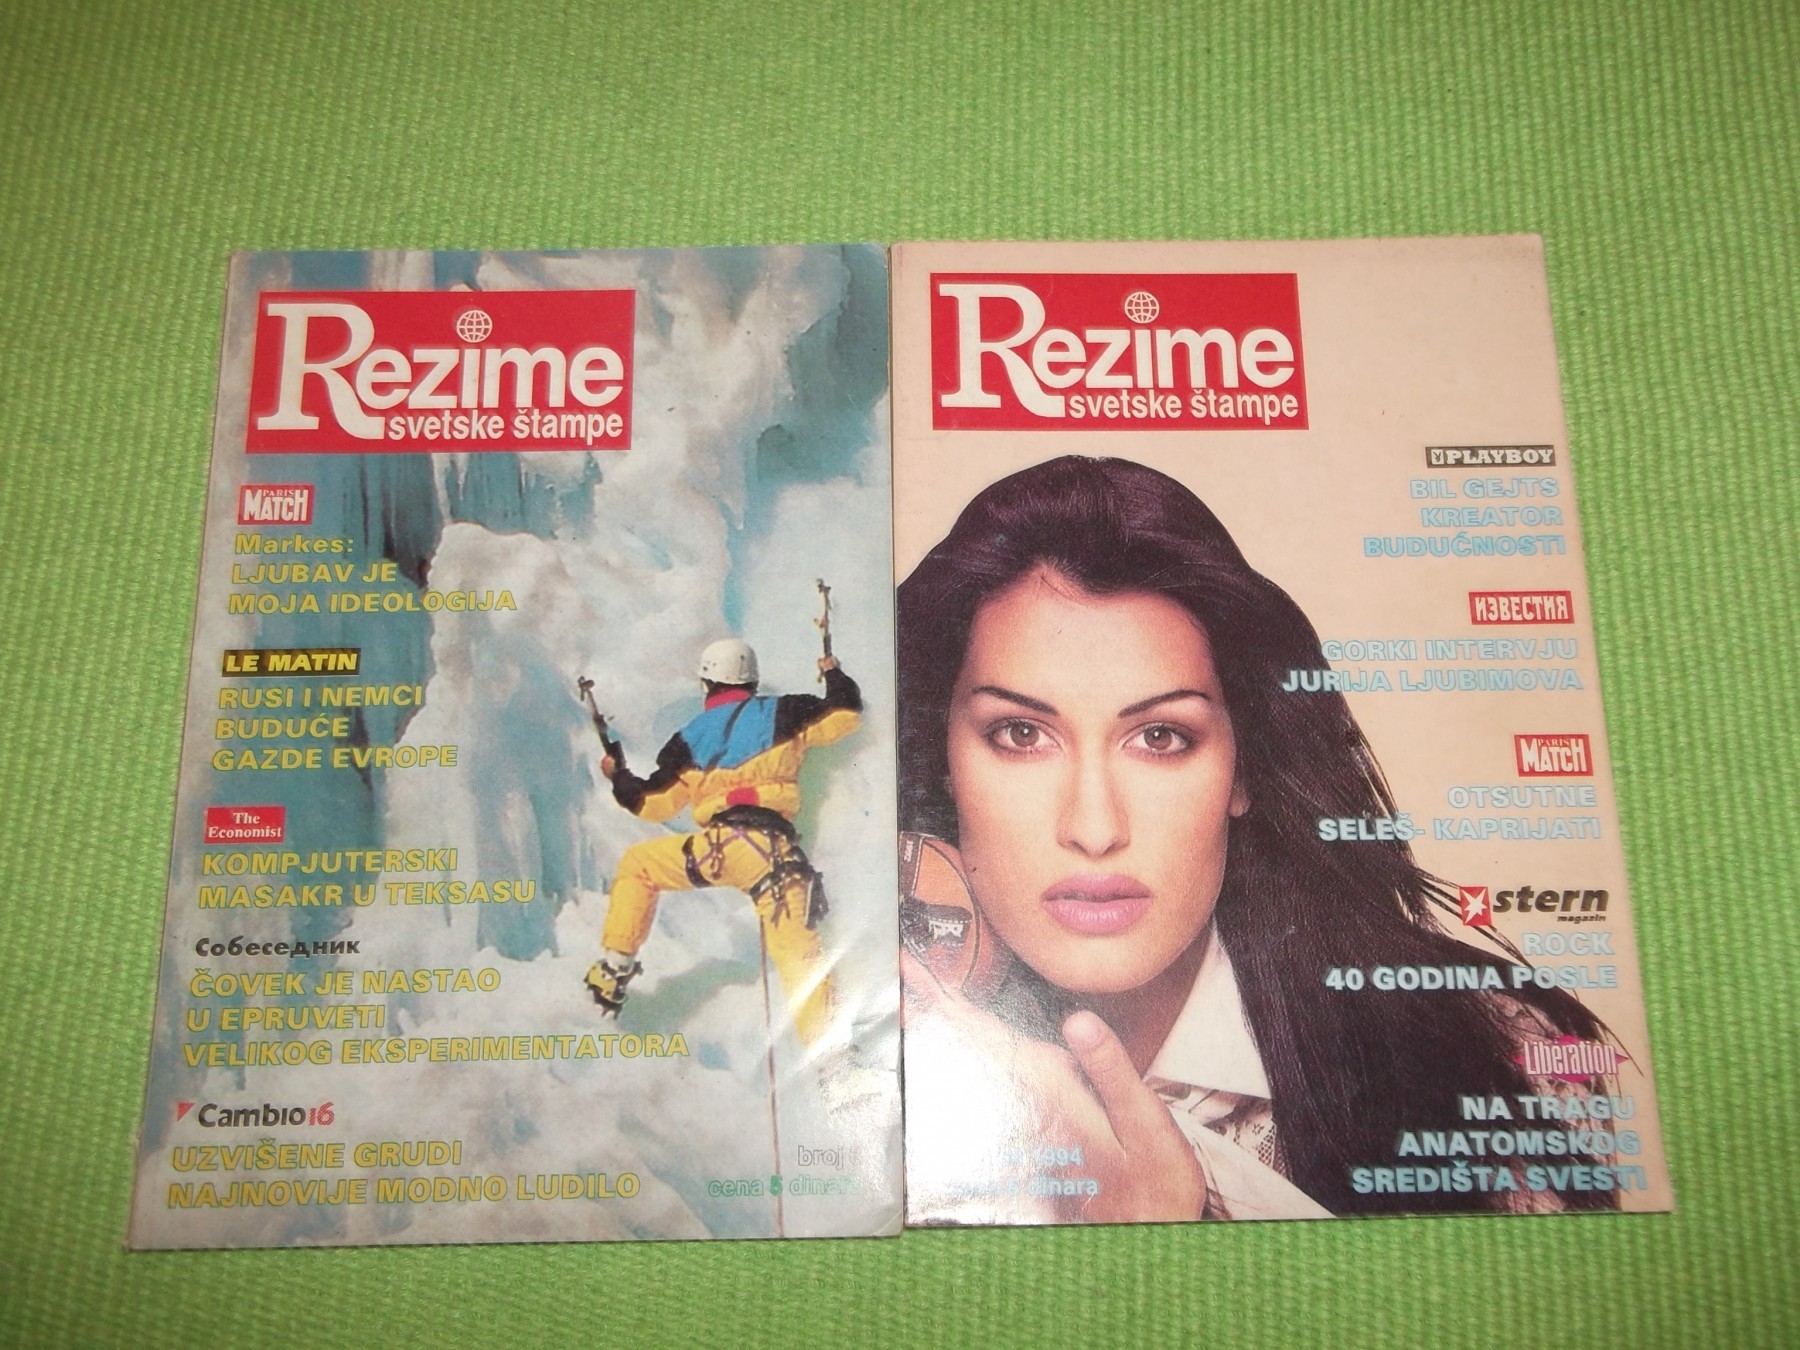 Rezime
svetske štampe
PARIS
MATCH
Markes:
LJUBAV JE
MOJA IDEOLOGIJA
LE MATIN
RUSI I NEMCI
BUDUĆE
GAZDE EVROPE
The
Economist
KOMPJUTERSKI
MASAKR U TEKSASU
Собеседник
ČOVEK JE NASTAO
U EPRUVETI
VELIKOG EKSPERIMENTATORA
Cambio16
UZVIŠENE GRUDI
NAJNOVIJE MODNO LUDILO
broj
cena 5 dinara
Rezime
svetske štampe
PLAYBOY
BIL GEJTS
KREATOR
BUDUĆNOSTI
ИЗВЕСТИЯ
GORKI INTERVJU
JURIJA LJUBIMOVA
PARIS
MATCH
OTSUTNE
SELEŠ- KAPRIJATI
stern
magazin
ROCK
40 GODINA POSLE
Libération
NA TRAGU
ANATOMSKOG
SREDIŠTA SVESTI
1994
dinara